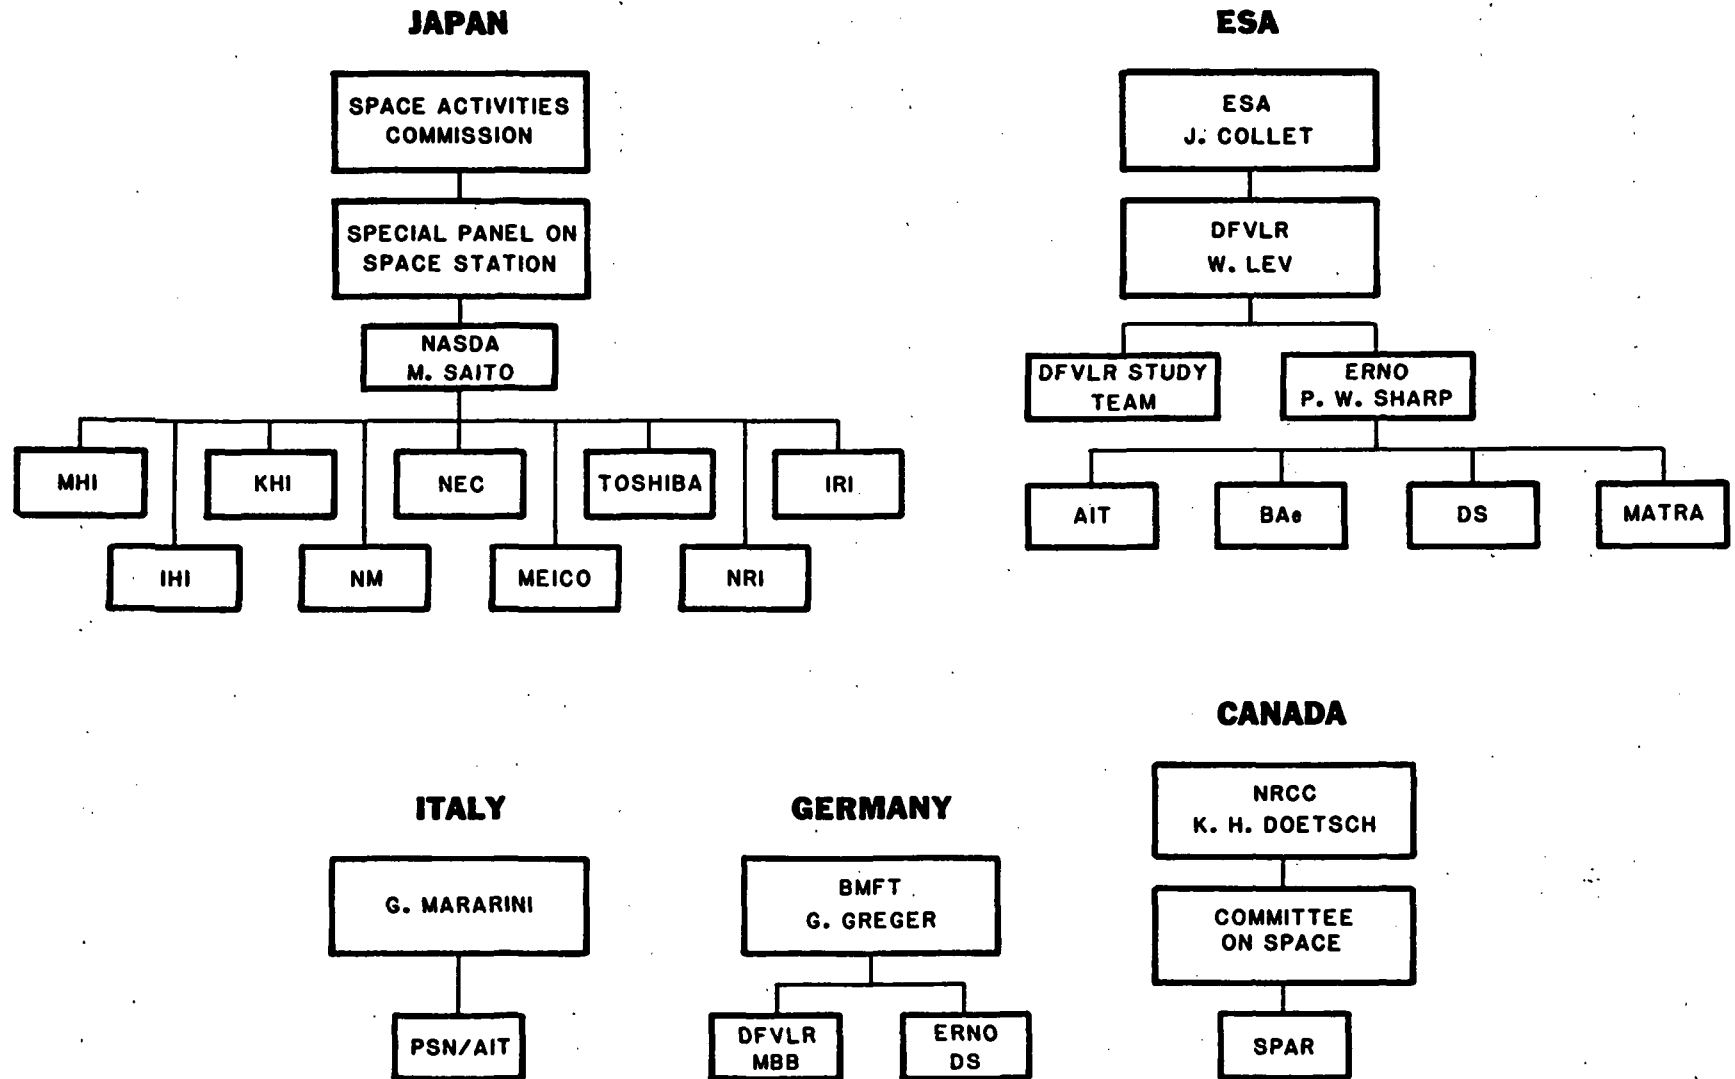 JAPAN
SPACE ACTIVITIES
COMMISSION
SPECIAL PANEL ON
SPACE STATION
NASDA
M. SAITO
MHI
KHI
NEC
TOSHIBA
IRI
IHI
NM
MEICO
NRI
ESA
ESA
J. COLLET
DFVLR
W. LEV
DFVLR STUDY
TEAM
ERNO
P. W. SHARP
AIT
BAe
DS
MATRA
ITALY
G. MARARINI
PSN/AIT
GERMANY
BMFT
G. GREGER
DFVLR
MBB
ERNO
DS
CANADA
NRCC
K. H. DOETSCH
COMMITTEE
ON SPACE
SPAR